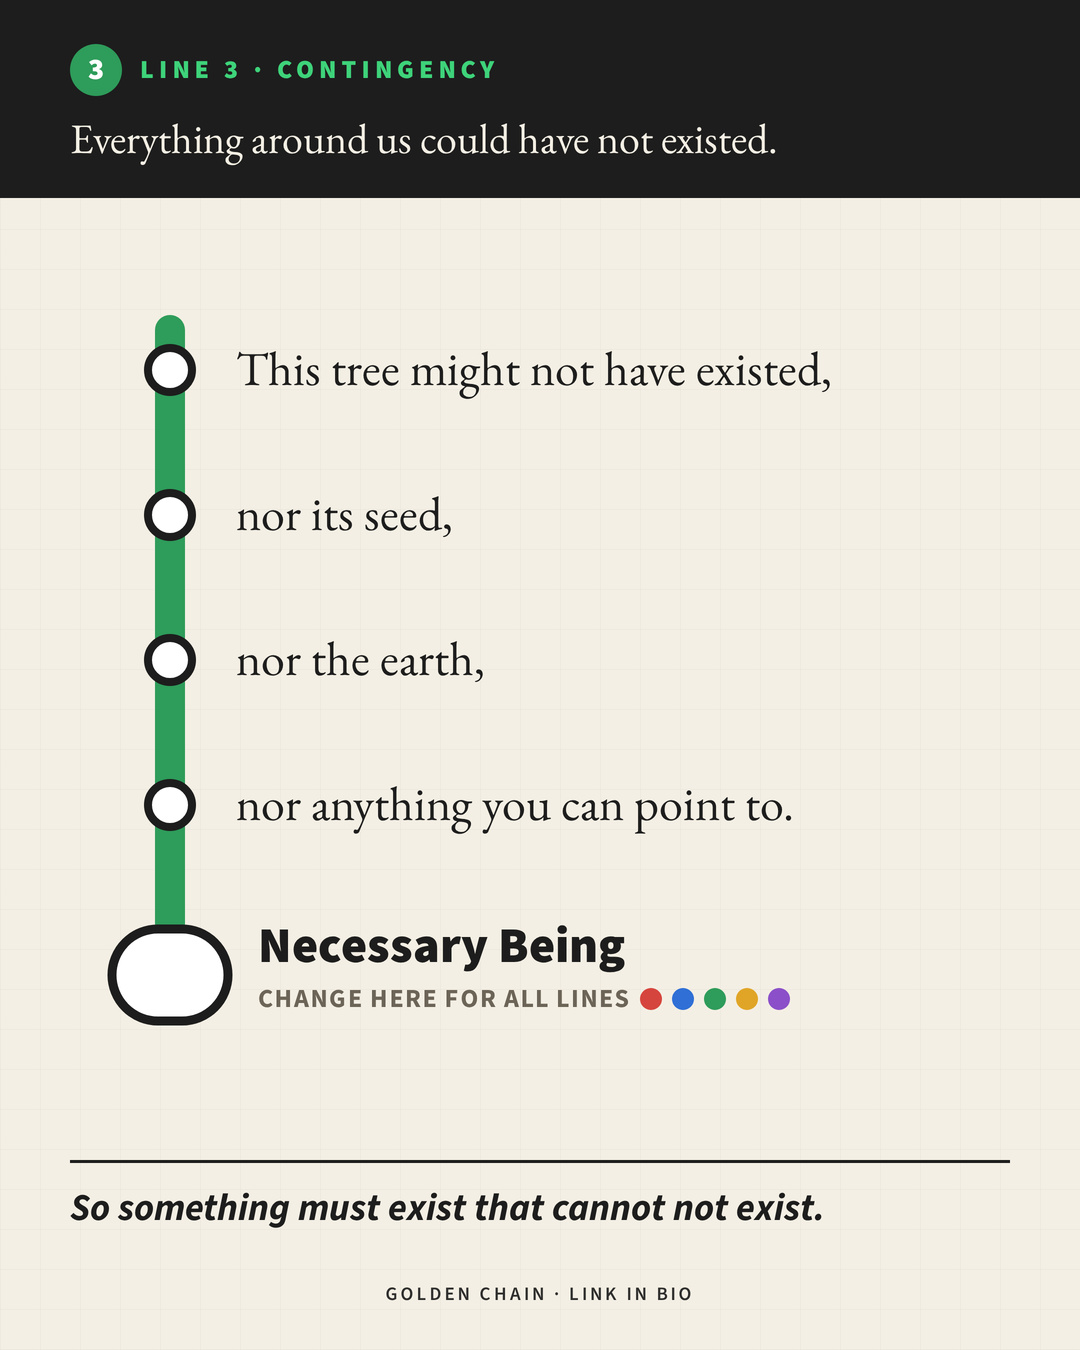 3
LINE 3 · CONTINGENCY
Everything around us could have not existed.
This tree might not have existed,
nor its seed,
nor the earth,
nor anything you can point to.
Necessary Being
CHANGE HERE FOR ALL LINES
So something must exist that cannot not exist.
GOLDEN CHAIN · LINK IN BIO